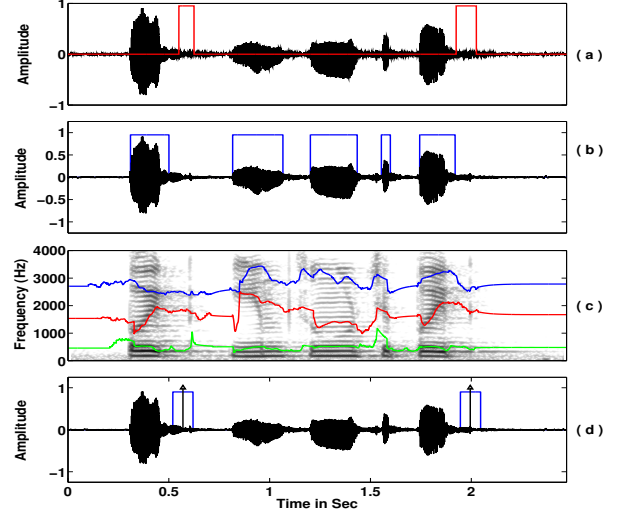 1
0
−1
Amplitude
( a )
1
0.5
0
−0.5
−1
Amplitude
( b )
4000
3000
2000
1000
0
Frequency (Hz)
( c )
1
0
−1
Amplitude
( d )
0 0.5 1 1.5 2
Time in Sec